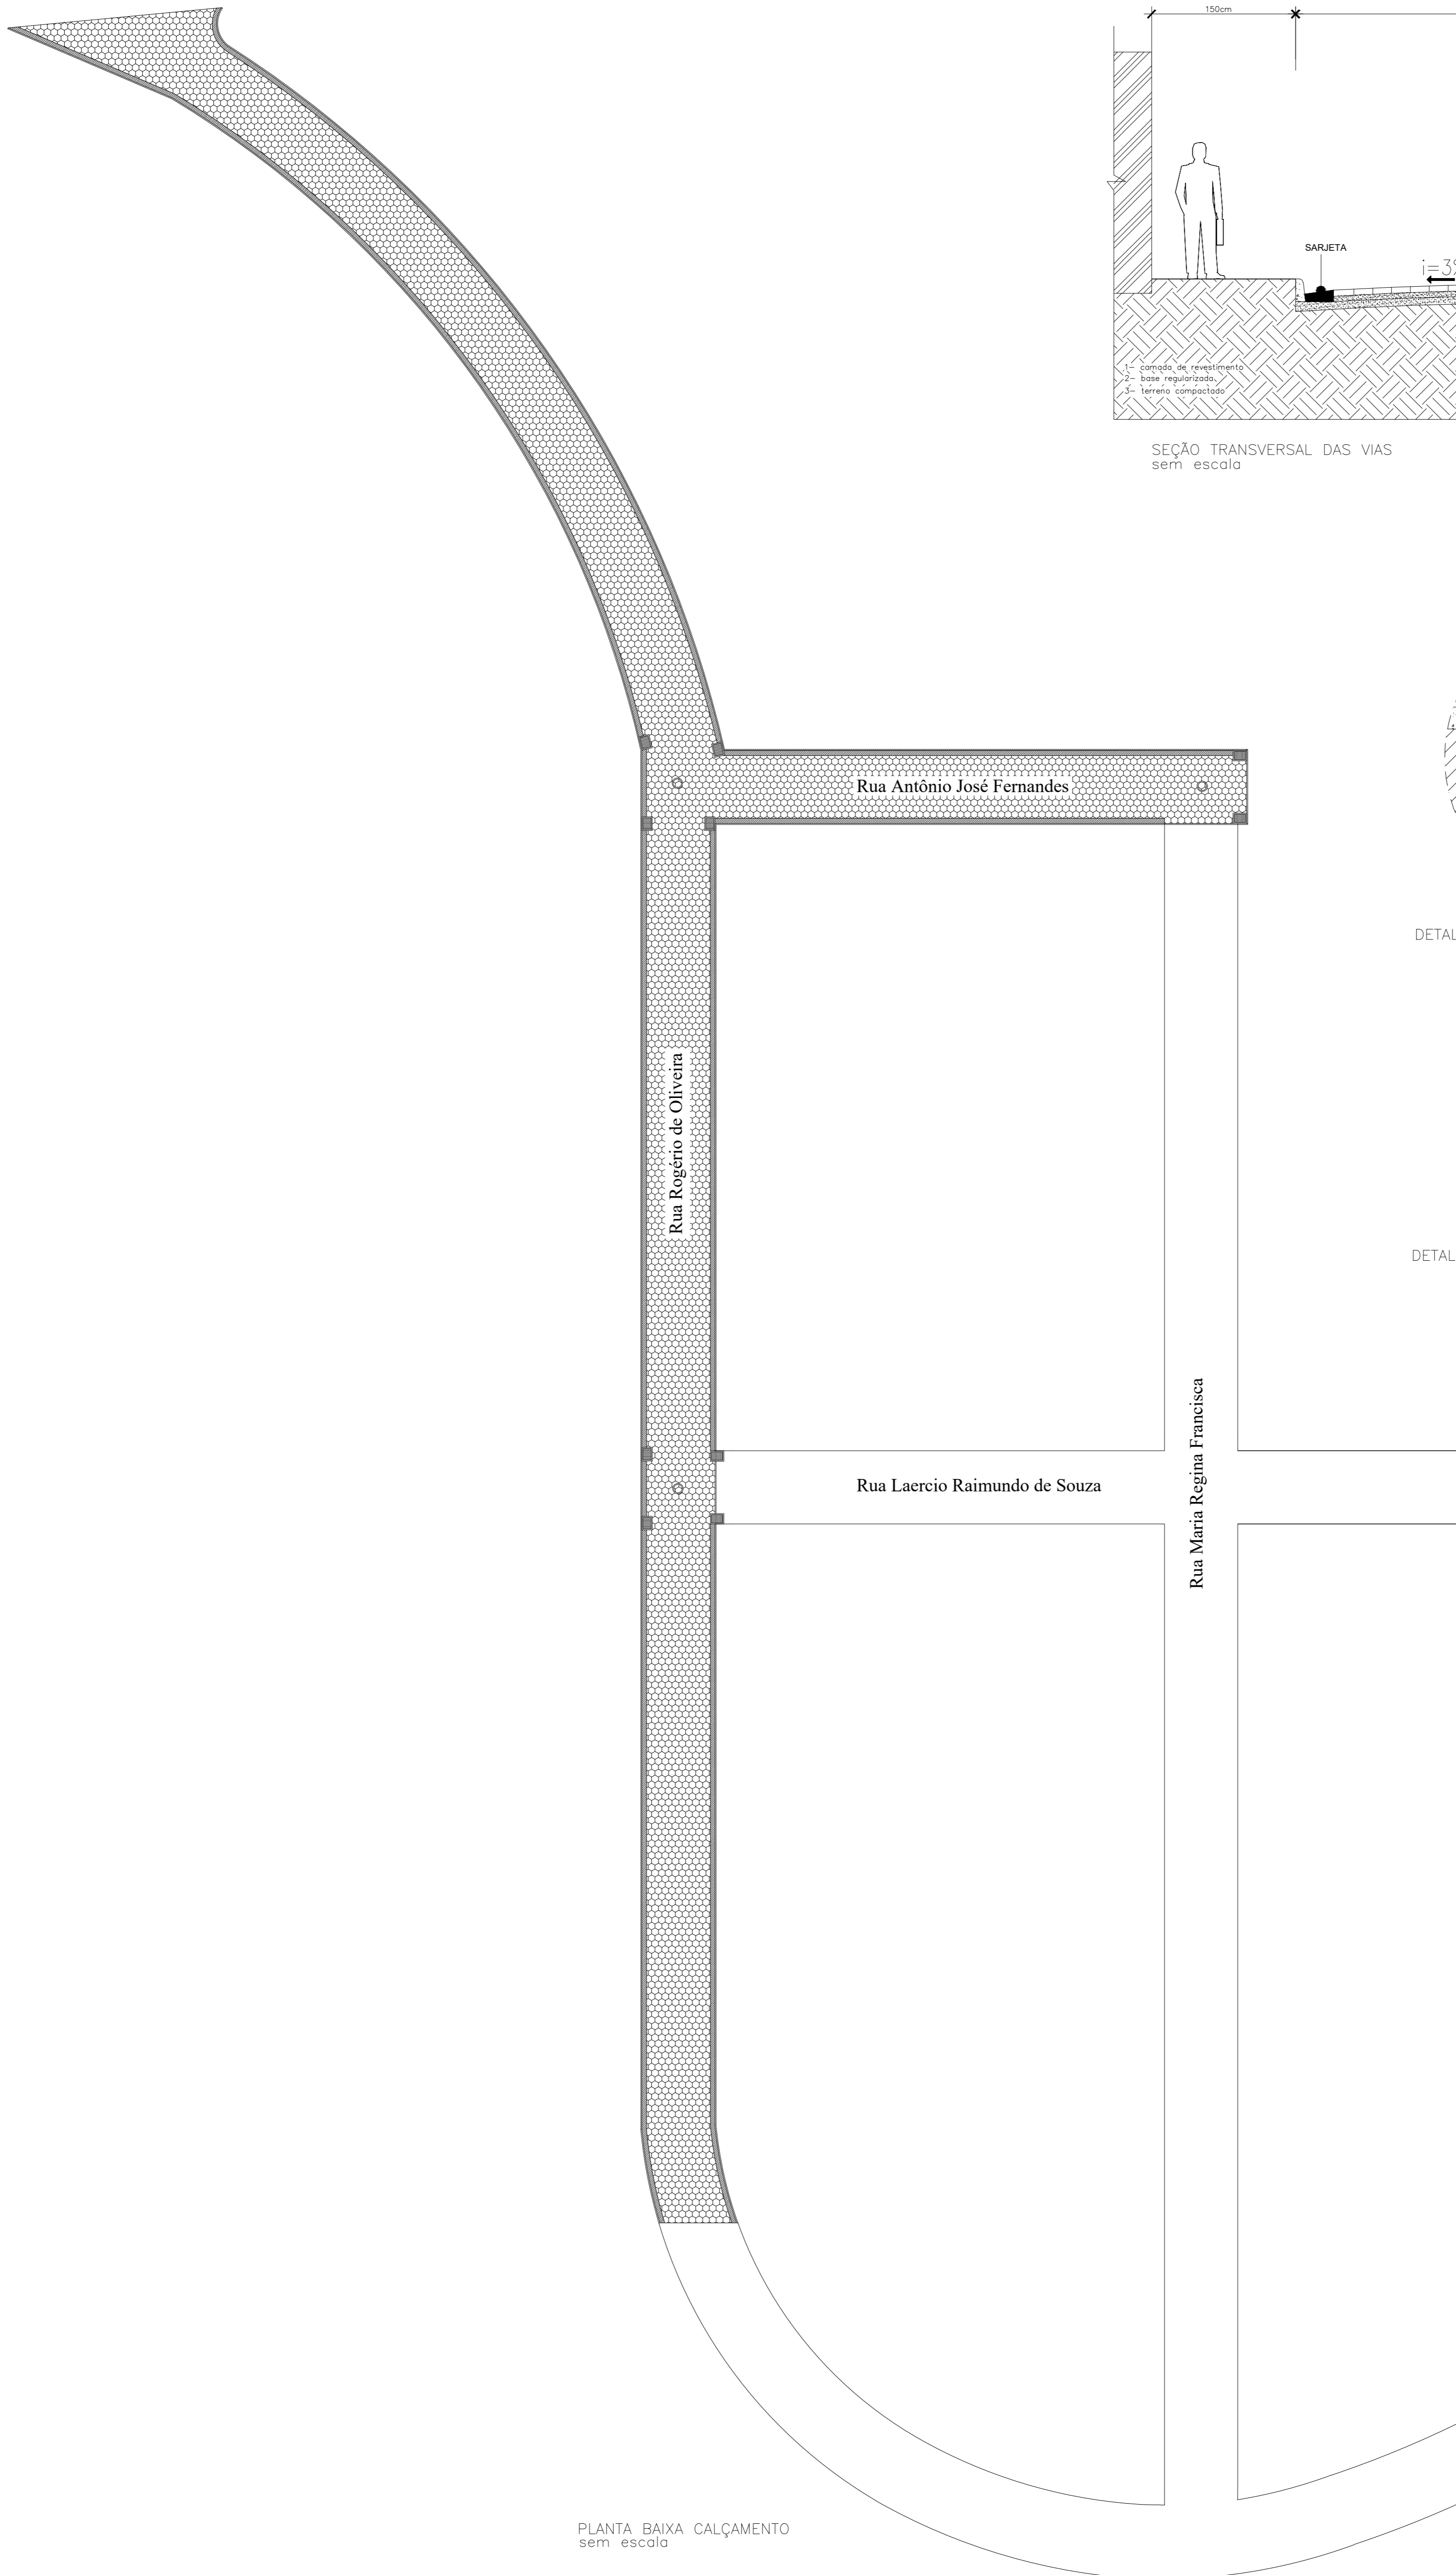 150cm
SARJETA
i=3%
1- camada de revestimento
2- base regularizada
3- terreno compactado
SEÇÃO TRANSVERSAL DAS VIAS
sem escala
Rua Antônio José Fernandes
DETAL
Rua Rogério de Oliveira
DETAL
Rua Maria Regina Francisca
Rua Laercio Raimundo de Souza
PLANTA BAIXA CALÇAMENTO
sem escala